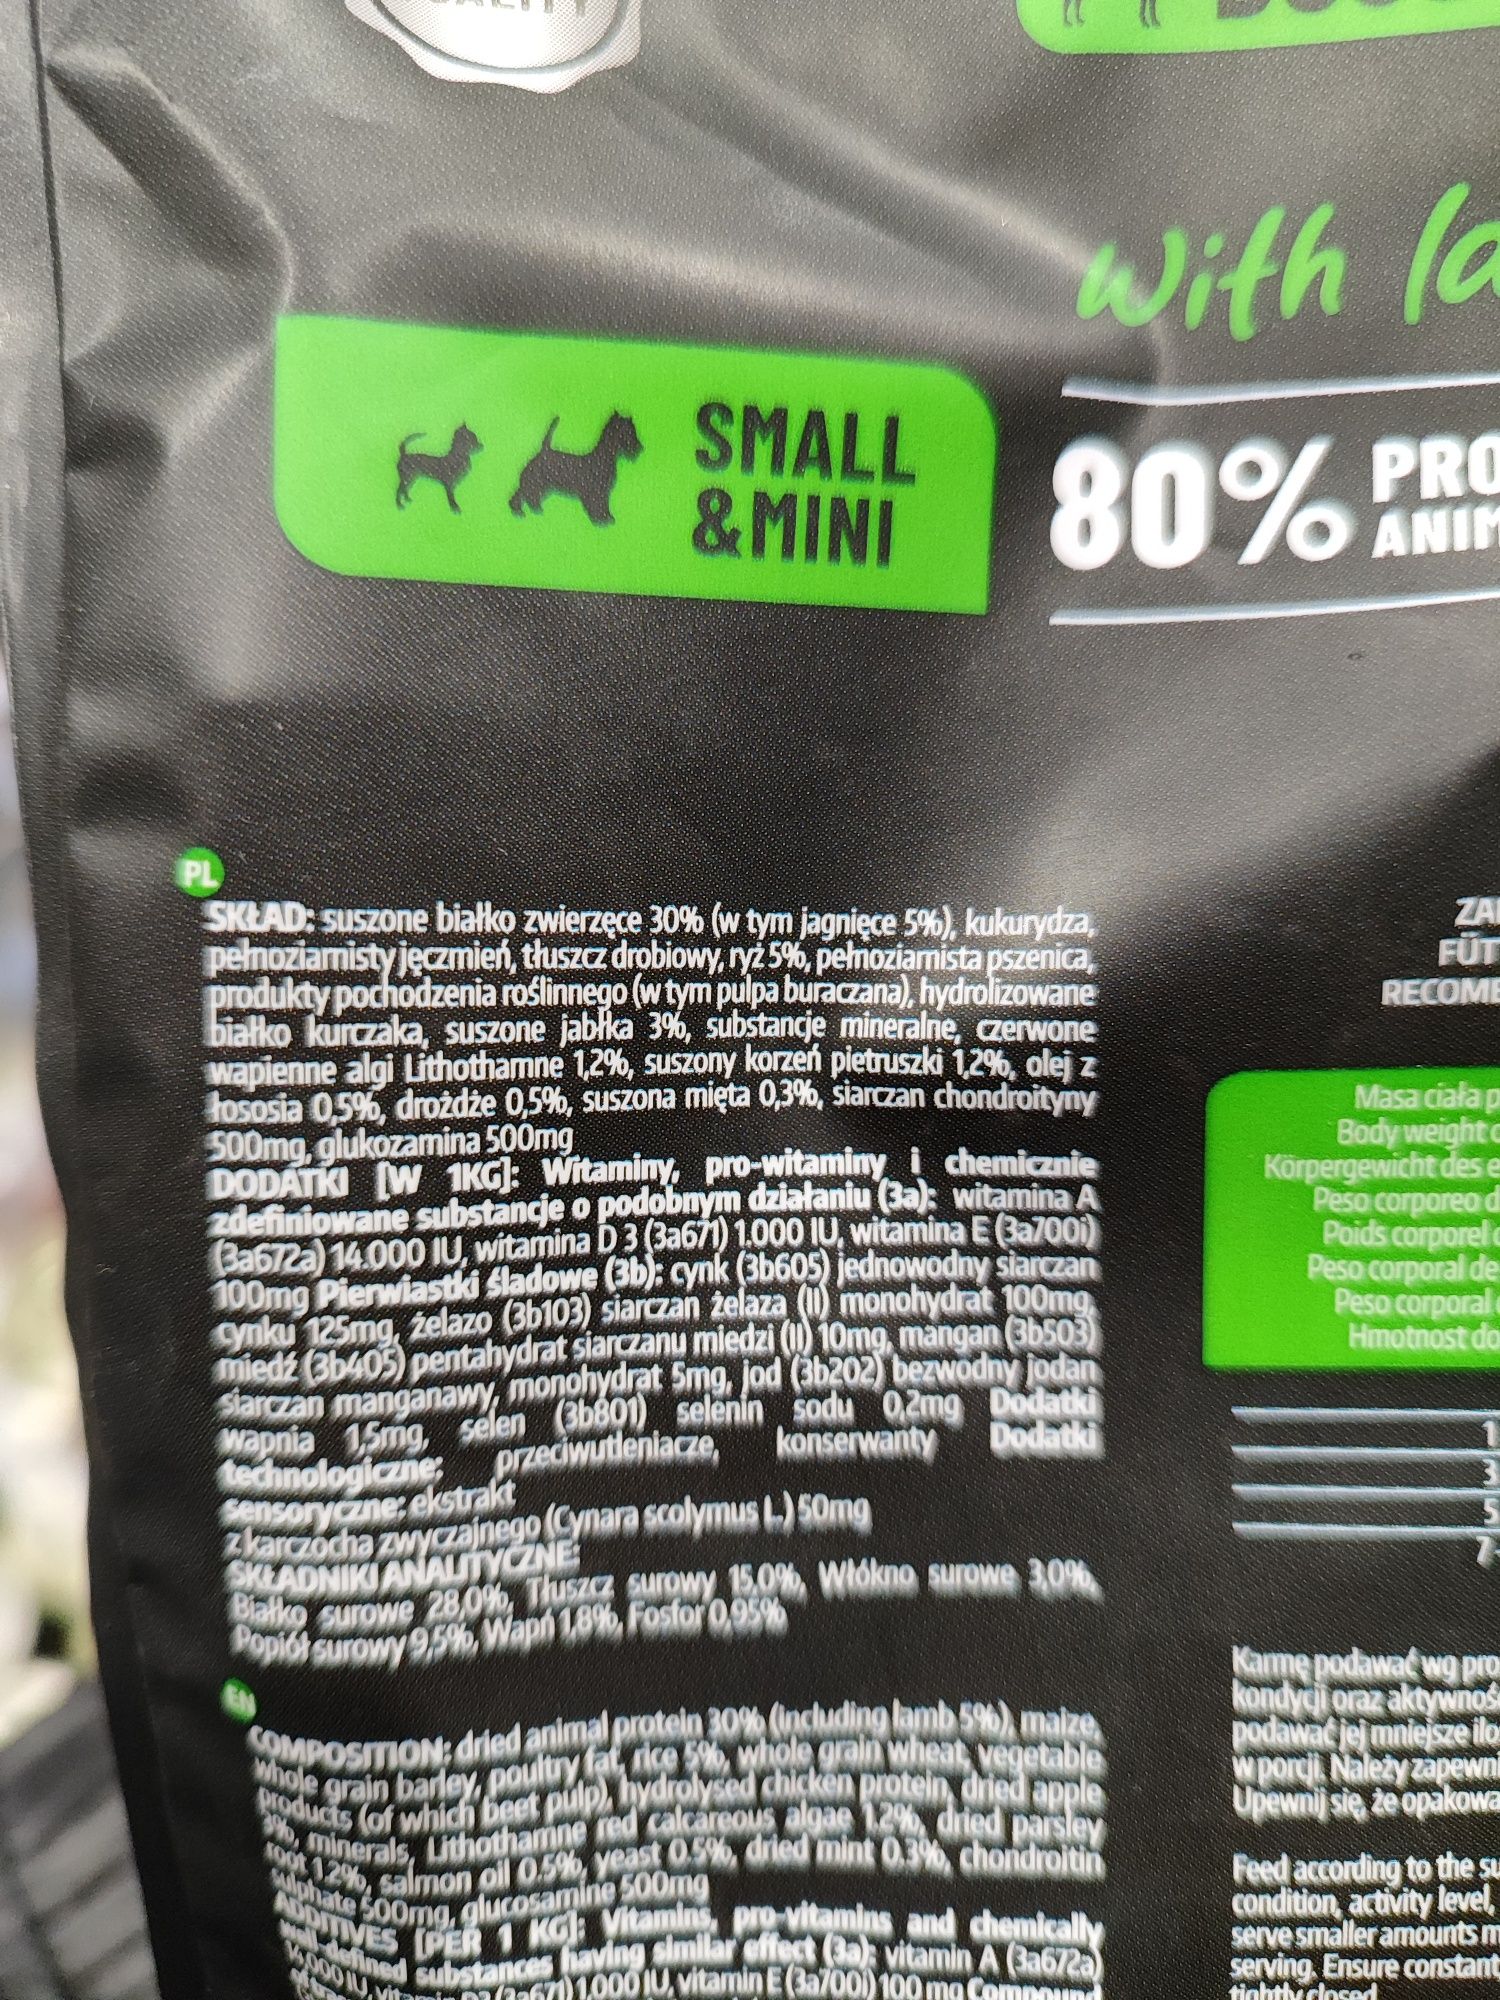 with la
SMALL
&MINI
80% PRO
ANIM
PL
SKŁAD: suszone białko zwierzęce 30% (w tym jagnięce 5%), kukurydza,
pełnoziarnisty jęczmień, tłuszcz drobiowy, ryż 5%, pełnoziarnista pszenica,
produkty pochodzenia roślinnego (w tym pulpa buraczana), hydrolizowane
białko kurczaka, suszone jabłka 3%, substancje mineralne, czerwone
wapienne algi Lithothamne 1,2%, suszony korzeń pietruszki 1,2%, olej z
łososia 0,5%, drożdże 0,5%, suszona mięta 0,3%, siarczan chondroityny
500mg, glukozamina 500mg
DODATKI [W 1KG]: Witaminy, pro-witaminy i chemicznie
zdefiniowane substancje o podobnym działaniu (3a): witamina A
(3a672a) 14.000 IU, witamina D 3 (3a671) 1.000 IU, witamina E (3a700i)
100mg Pierwiastki śladowe (3b): cynk (3b605) jednowodny siarczan
cynku 125mg, żelazo (3b103) siarczan żelaza (II) monohydrat 100mg,
miedź (3b405) pentahydrat siarczanu miedzi (II) 10mg, mangan (3b503)
siarczan manganawy, monohydrat 5mg, jod (3b202) bezwodny jodan
wapnia 1,5mg, selen (3b801) selenin sodu 0,2mg Dodatki
technologiczne: przeciwutleniacze, konserwanty Dodatki
sensoryczne: ekstrakt
z karczocha zwyczajnego (Cynara scolymus L.) 50mg
SKŁADNIKI ANALITYCZNE:
Białko surowe 28,0%, Tłuszcz surowy 15,0%, Włókno surowe 3,0%,
Popiół surowy 9,5%, Wapń 1,8%, Fosfor 0,95%
EN
COMPOSITION: dried animal protein 30% (including lamb 5%), maize,
whole grain barley, poultry fat, rice 5%, whole grain wheat, vegetable
products (of which beet pulp), hydrolysed chicken protein, dried apple
3%, minerals, Lithothamne red calcareous algae 1.2%, dried parsley
root 1.2%, salmon oil 0.5%, yeast 0.5%, dried mint 0.3%, chondroitin
sulphate 500mg, glucosamine 500mg
ADDITIVES [PER 1 KG]: Vitamins, pro-vitamins and chemically
well-defined substances having similar effect (3a): vitamin A (3a672a)
14.000 IU, vitamin D3 (3a671) 1.000 IU, vitamin E (3a700i) 100 mg Compound
ZAL
FÜT
RECOME
Masa ciała p
Body weight o
Körpergewicht des e
Peso corporeo d
Poids corporel
Peso corporal de
Peso corporal
Hmotnost do
1
3
5
7-
Karmę podawać wg pro
kondycji oraz aktywnoś
podawać jej mniejsze ilo
w porcji. Należy zapewni
Upewnij się, że opakowa
Feed according to the su
condition, activity level,
serve smaller amounts m
serving. Ensure constant
tightly closed